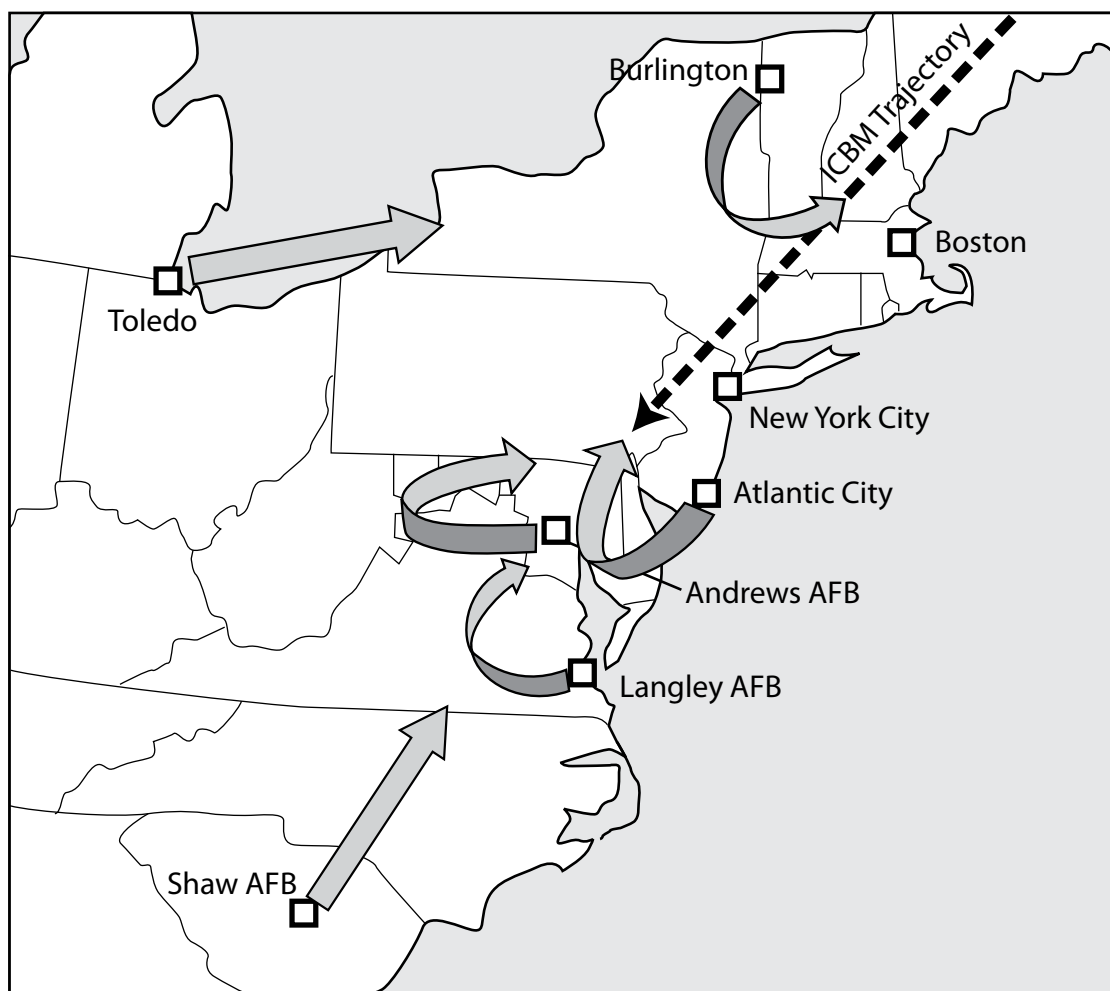 Burlington
ICBM Trajectory
Boston
Toledo
New York City
Atlantic City
Andrews AFB
Langley AFB
Shaw AFB